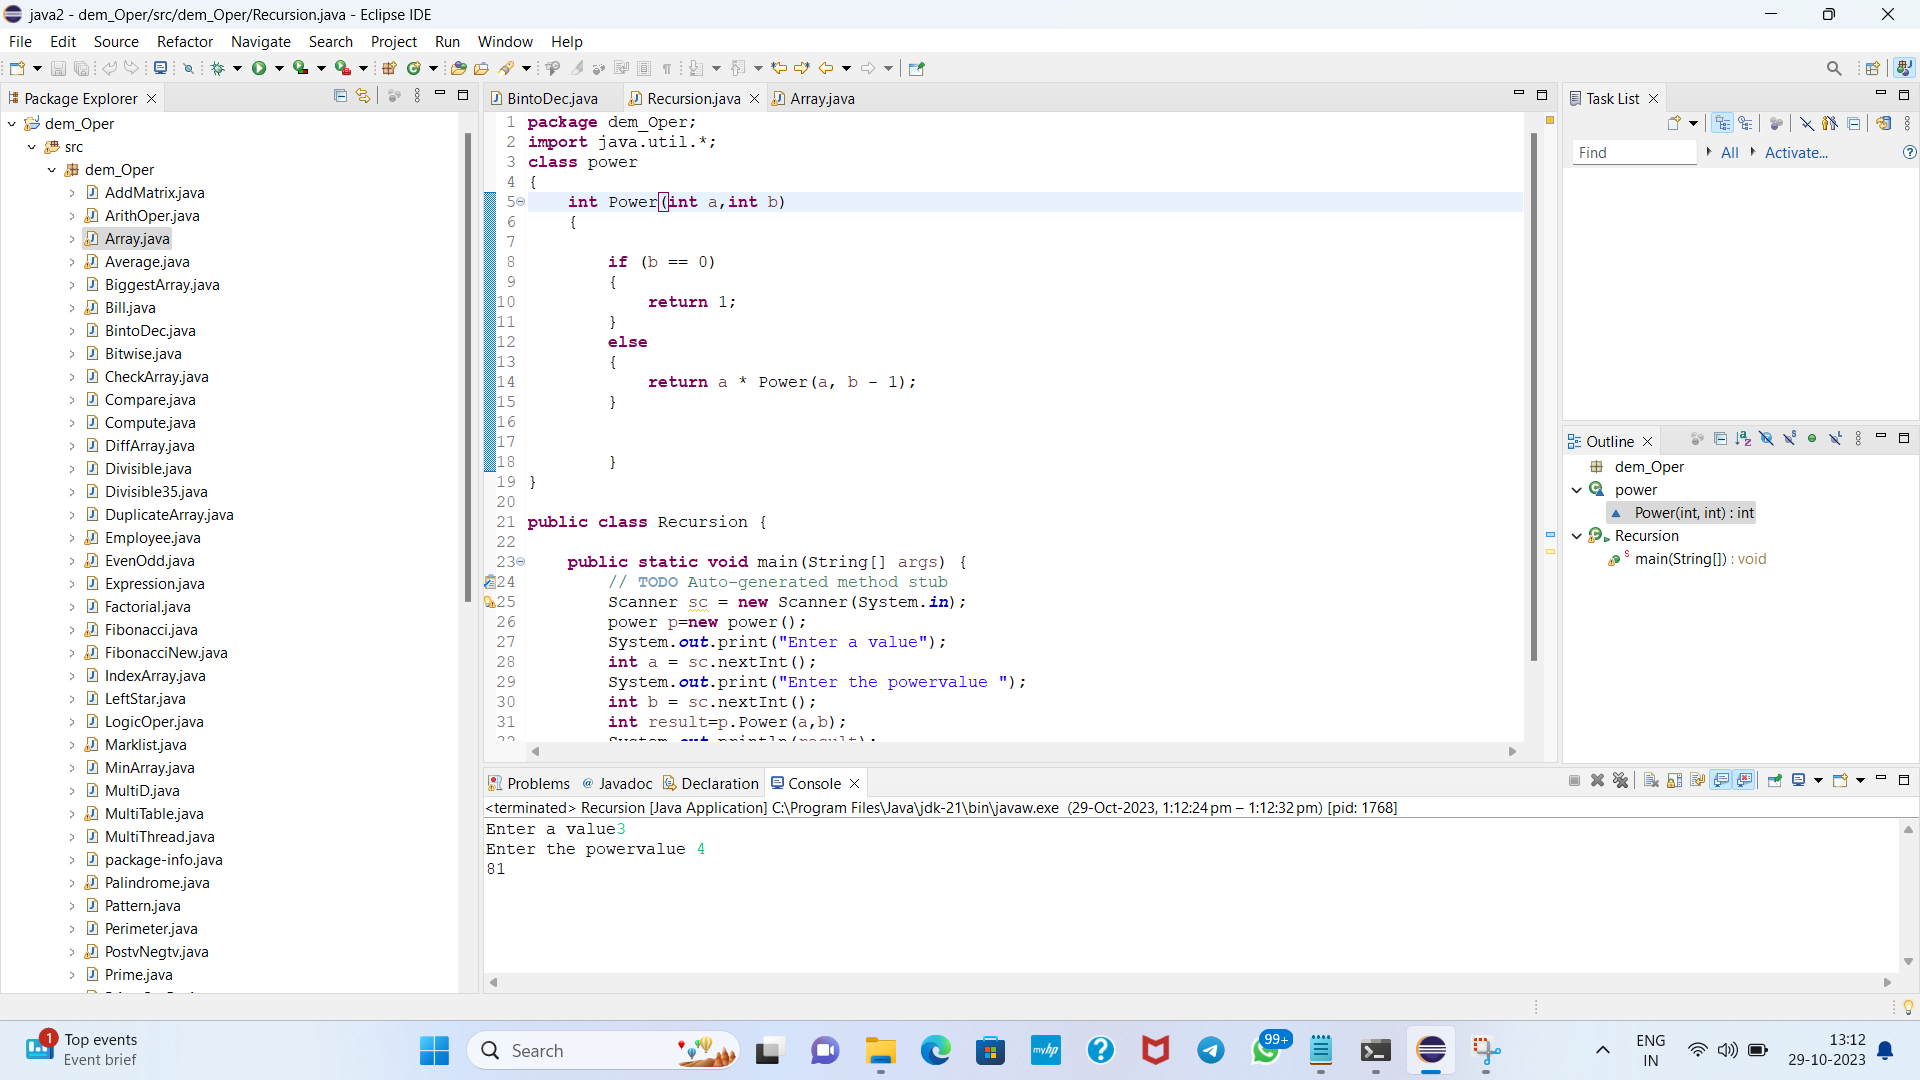 java2 - dem_Oper/src/dem_Oper/Recursion.java - Eclipse IDE
File Edit Source Refactor Navigate Search Project Run Window Help
Package Explorer
dem_Oper
src
dem_Oper
AddMatrix.java
ArithOper.java
Array.java
Average.java
BiggestArray.java
Bill.java
BintoDec.java
Bitwise.java
CheckArray.java
Compare.java
Compute.java
DiffArray.java
Divisible.java
Divisible35.java
DuplicateArray.java
Employee.java
EvenOdd.java
Expression.java
Factorial.java
Fibonacci.java
FibonacciNew.java
IndexArray.java
LeftStar.java
LogicOper.java
Marklist.java
MinArray.java
MultiD.java
MultiTable.java
MultiThread.java
package-info.java
Palindrome.java
Pattern.java
Perimeter.java
PostvNegtv.java
Prime.java
BintoDec.java Recursion.java Array.java
1 package dem_Oper;
2 import java.util.*;
3 class power
4 {
5 int Power(int a,int b)
6 {
7
8 if (b == 0)
9 {
10 return 1;
11 }
12 else
13 {
14 return a * Power(a, b - 1);
15 }
16
17
18 }
19 }
20
21 public class Recursion {
22
23 public static void main(String[] args) {
24 // TODO Auto-generated method stub
25 Scanner sc = new Scanner(System.in);
26 power p=new power();
27 System.out.print("Enter a value");
28 int a = sc.nextInt();
29 System.out.print("Enter the powervalue ");
30 int b = sc.nextInt();
31 int result=p.Power(a,b);
32 System.out.println(result);
Task List
Find All Activate...
Outline
dem_Oper
power
Power(int, int) : int
Recursion
main(String[]) : void
Problems @ Javadoc Declaration Console
<terminated> Recursion [Java Application] C:\Program Files\Java\jdk-21\bin\javaw.exe (29-Oct-2023, 1:12:24 pm – 1:12:32 pm) [pid: 1768]
Enter a value3
Enter the powervalue 4
81
1
Top events
Event brief
Search
myhp
99+
ENG
IN
13:12
29-10-2023